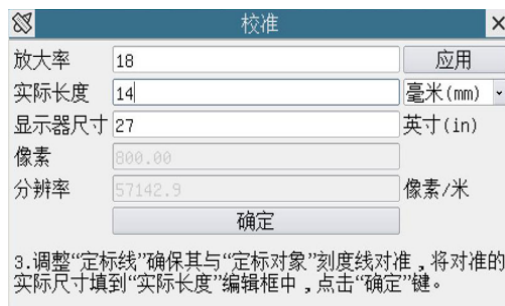 校准
放大率 18 应用
实际长度 14 毫米(mm)
显示器尺寸 27 英寸(in)
像素 800.00
分辨率 57142.9 像素/米
确定
3.调整“定标线”确保其与“定标对象”刻度线对准，将对准的
实际尺寸填到“实际长度”编辑框中，点击“确定”键。